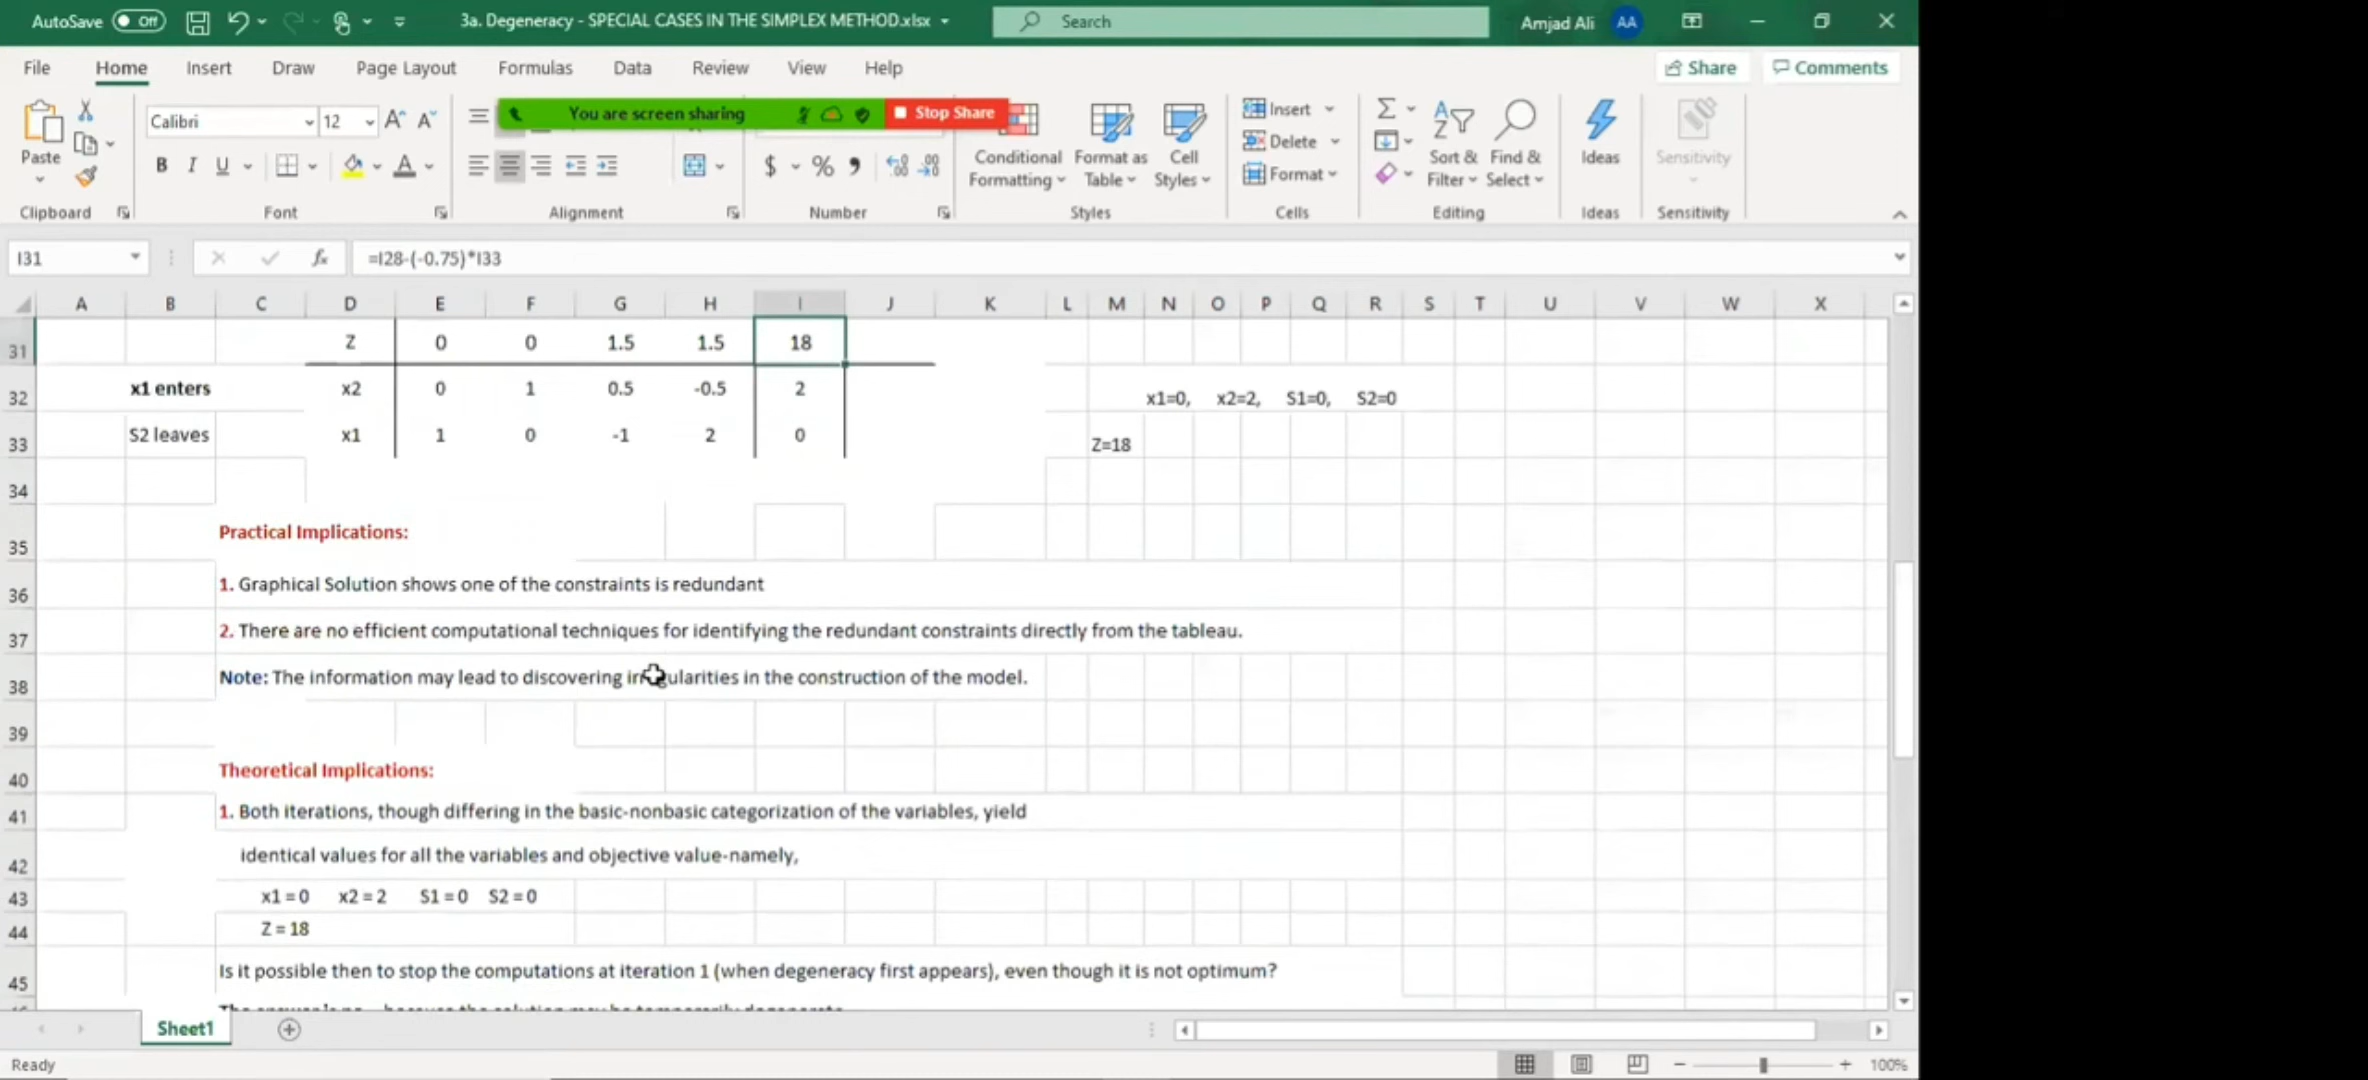 AutoSave Off 3a. Degeneracy - SPECIAL CASES IN THE SIMPLEX METHOD.xlsx Search Amjad Ali AA
File Home Insert Draw Page Layout Formulas Data Review View Help Share Comments
You are screen sharing Stop Share
Calibri 12 A^ A˅ Insert Σ
Paste B I U A $ % , Conditional Formatting Format as Table Cell Styles Delete Format Sort & Filter Find & Select Ideas Sensitivity
Clipboard Font Alignment Number Styles Cells Editing Ideas Sensitivity
I31 fx =I28-(-0.75)*I33
A B C D E F G H I J K L M N O P Q R S T U V W X
31 Z 0 0 1.5 1.5 18
32 x1 enters x2 0 1 0.5 -0.5 2 x1=0, x2=2, S1=0, S2=0
33 S2 leaves x1 1 0 -1 2 0 Z=18
34
35 Practical Implications:
36 1. Graphical Solution shows one of the constraints is redundant
37 2. There are no efficient computational techniques for identifying the redundant constraints directly from the tableau.
38 Note: The information may lead to discovering irregularities in the construction of the model.
39
40 Theoretical Implications:
41 1. Both iterations, though differing in the basic-nonbasic categorization of the variables, yield
42 identical values for all the variables and objective value-namely,
43 x1 = 0 x2 = 2 S1 = 0 S2 = 0
44 Z = 18
45 Is it possible then to stop the computations at iteration 1 (when degeneracy first appears), even though it is not optimum?
Sheet1
Ready 100%